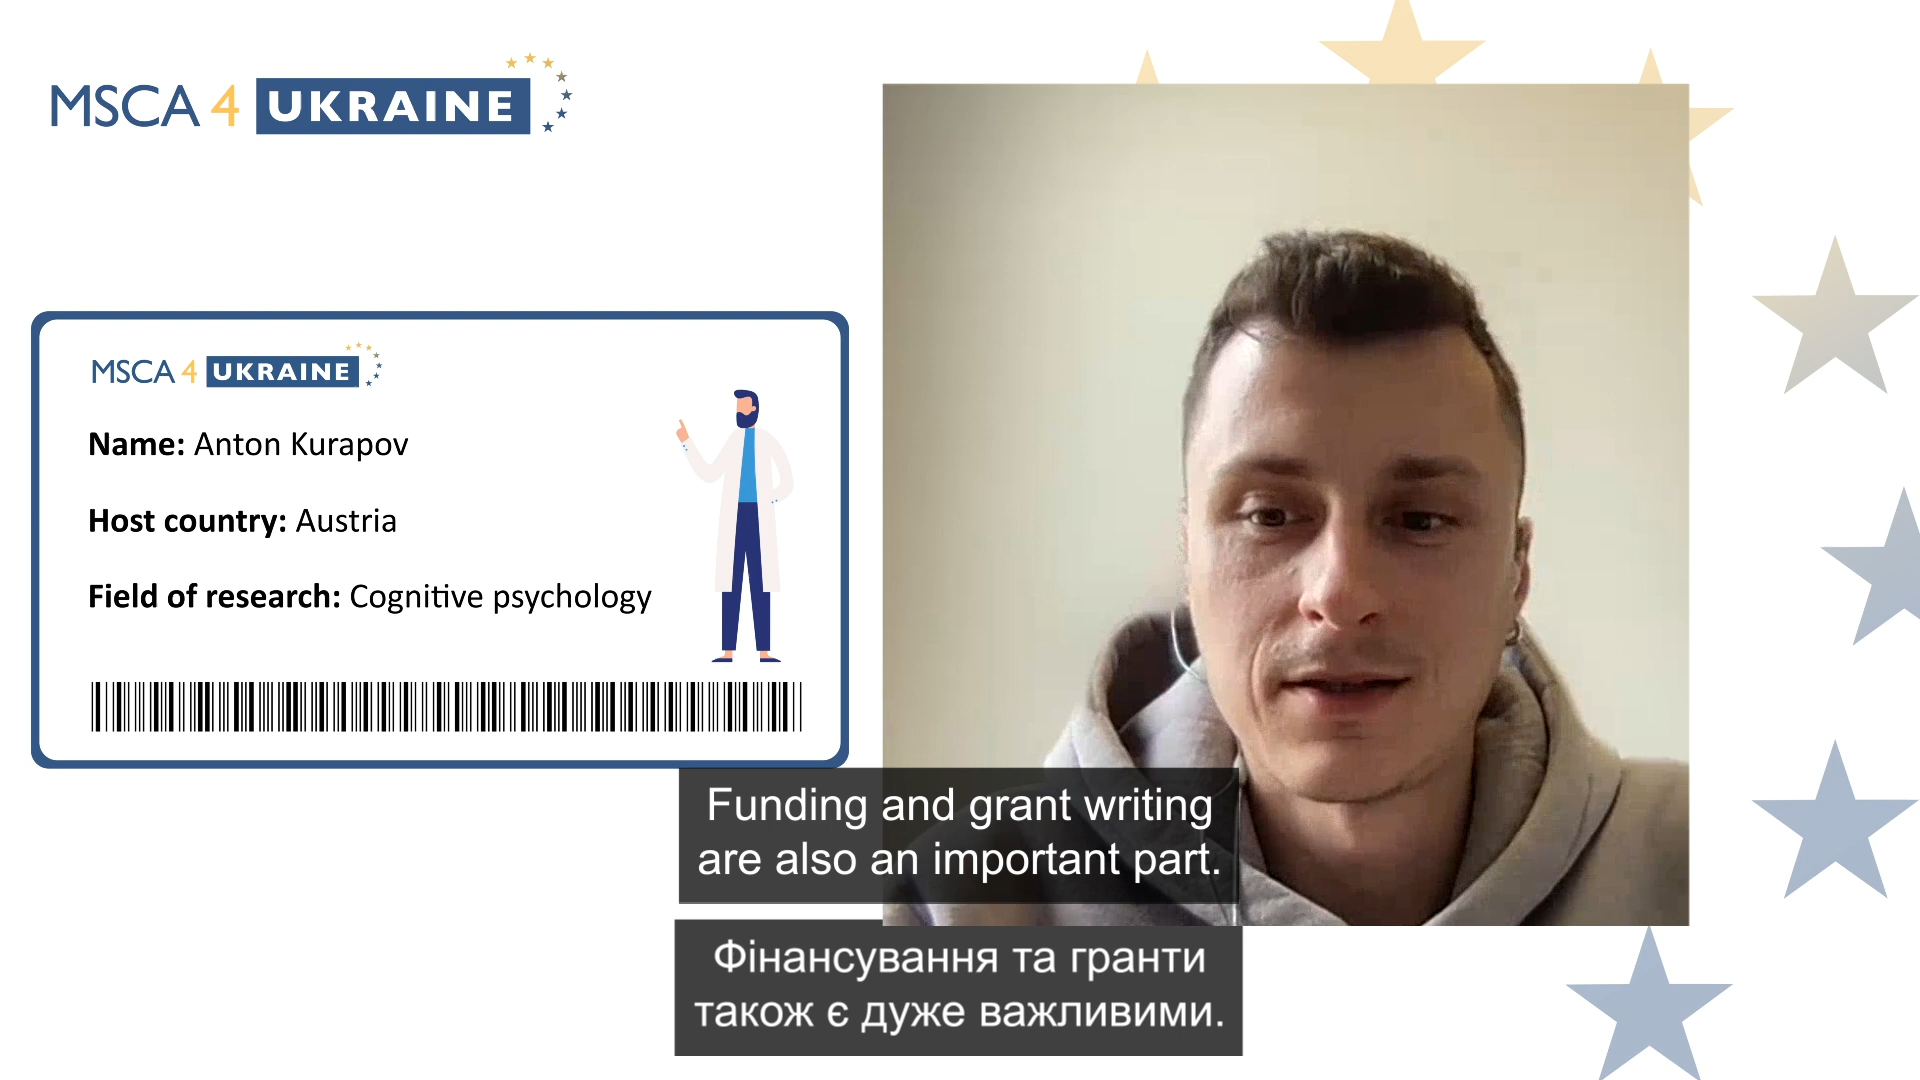 MSCA 4 UKRAINE
MSCA 4 UKRAINE
Name: Anton Kurapov
Host country: Austria
Field of research: Cognitive psychology
Funding and grant writing
are also an important part.
Фінансування та гранти
також є дуже важливими.